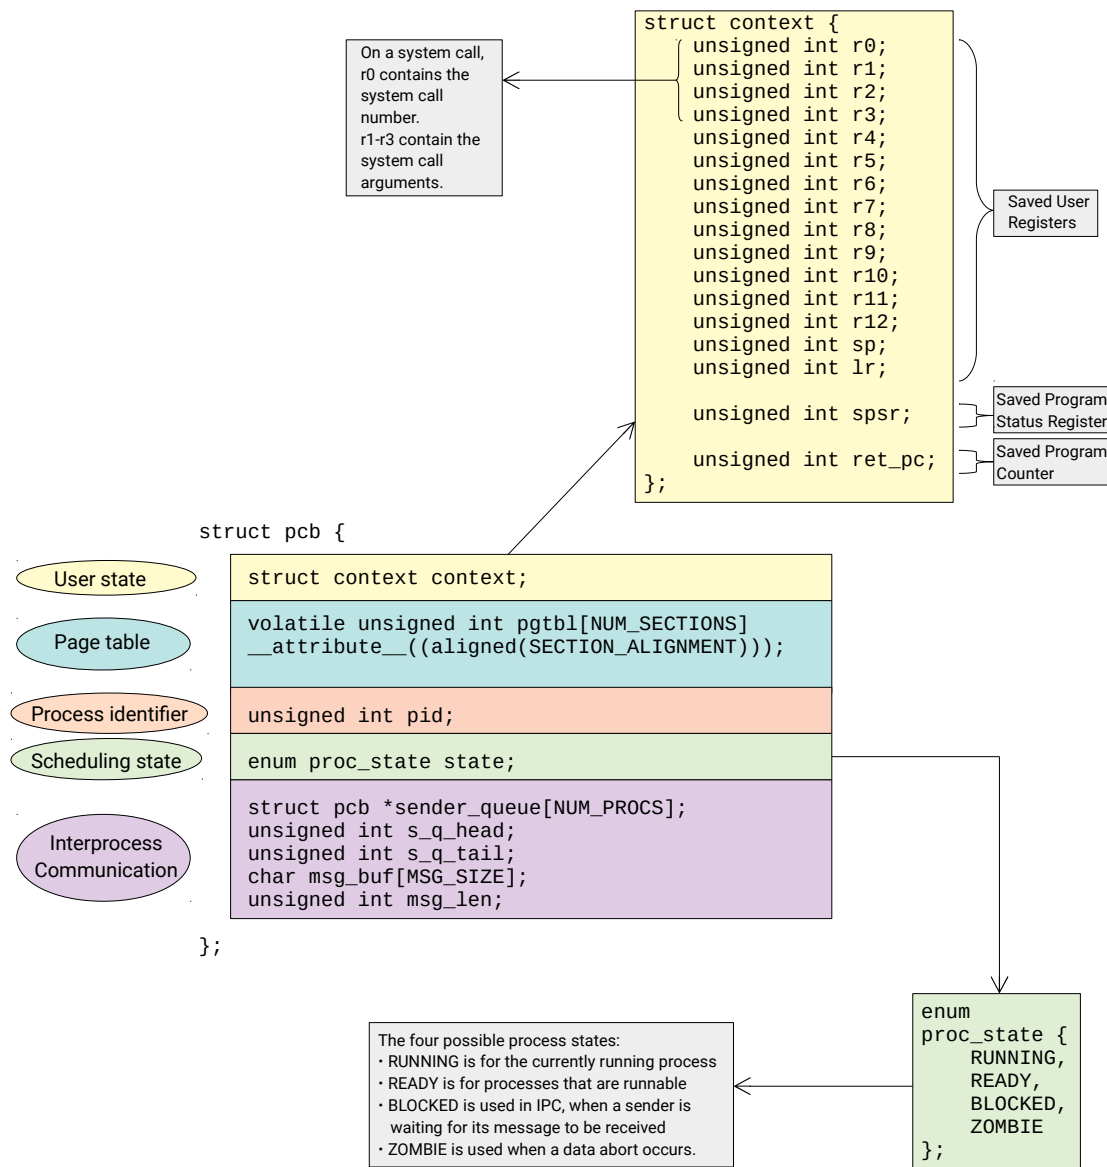 struct context {
unsigned int r0;
unsigned int r1;
unsigned int r2;
unsigned int r3;
unsigned int r4;
unsigned int r5;
unsigned int r6;
unsigned int r7;
unsigned int r8;
unsigned int r9;
unsigned int r10;
unsigned int r11;
unsigned int r12;
unsigned int sp;
unsigned int lr;
unsigned int spsr;
unsigned int ret_pc;
};
On a system call,
r0 contains the
system call
number.
r1-r3 contain the
system call
arguments.
Saved User
Registers
Saved Program
Status Register
Saved Program
Counter
struct pcb {
User state
struct context context;
Page table
volatile unsigned int pgtbl[NUM_SECTIONS]
__attribute__((aligned(SECTION_ALIGNMENT)));
Process identifier
unsigned int pid;
Scheduling state
enum proc_state state;
Interprocess
Communication
struct pcb *sender_queue[NUM_PROCS];
unsigned int s_q_head;
unsigned int s_q_tail;
char msg_buf[MSG_SIZE];
unsigned int msg_len;
};
The four possible process states:
· RUNNING is for the currently running process
· READY is for processes that are runnable
· BLOCKED is used in IPC, when a sender is
waiting for its message to be received
· ZOMBIE is used when a data abort occurs.
enum
proc_state {
RUNNING,
READY,
BLOCKED,
ZOMBIE
};